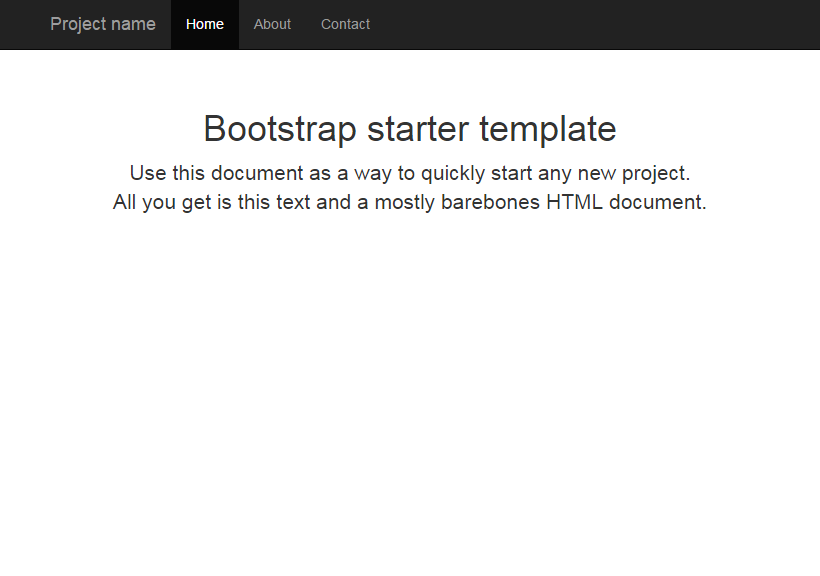 Project name Home About Contact
Bootstrap starter template
Use this document as a way to quickly start any new project.
All you get is this text and a mostly barebones HTML document.